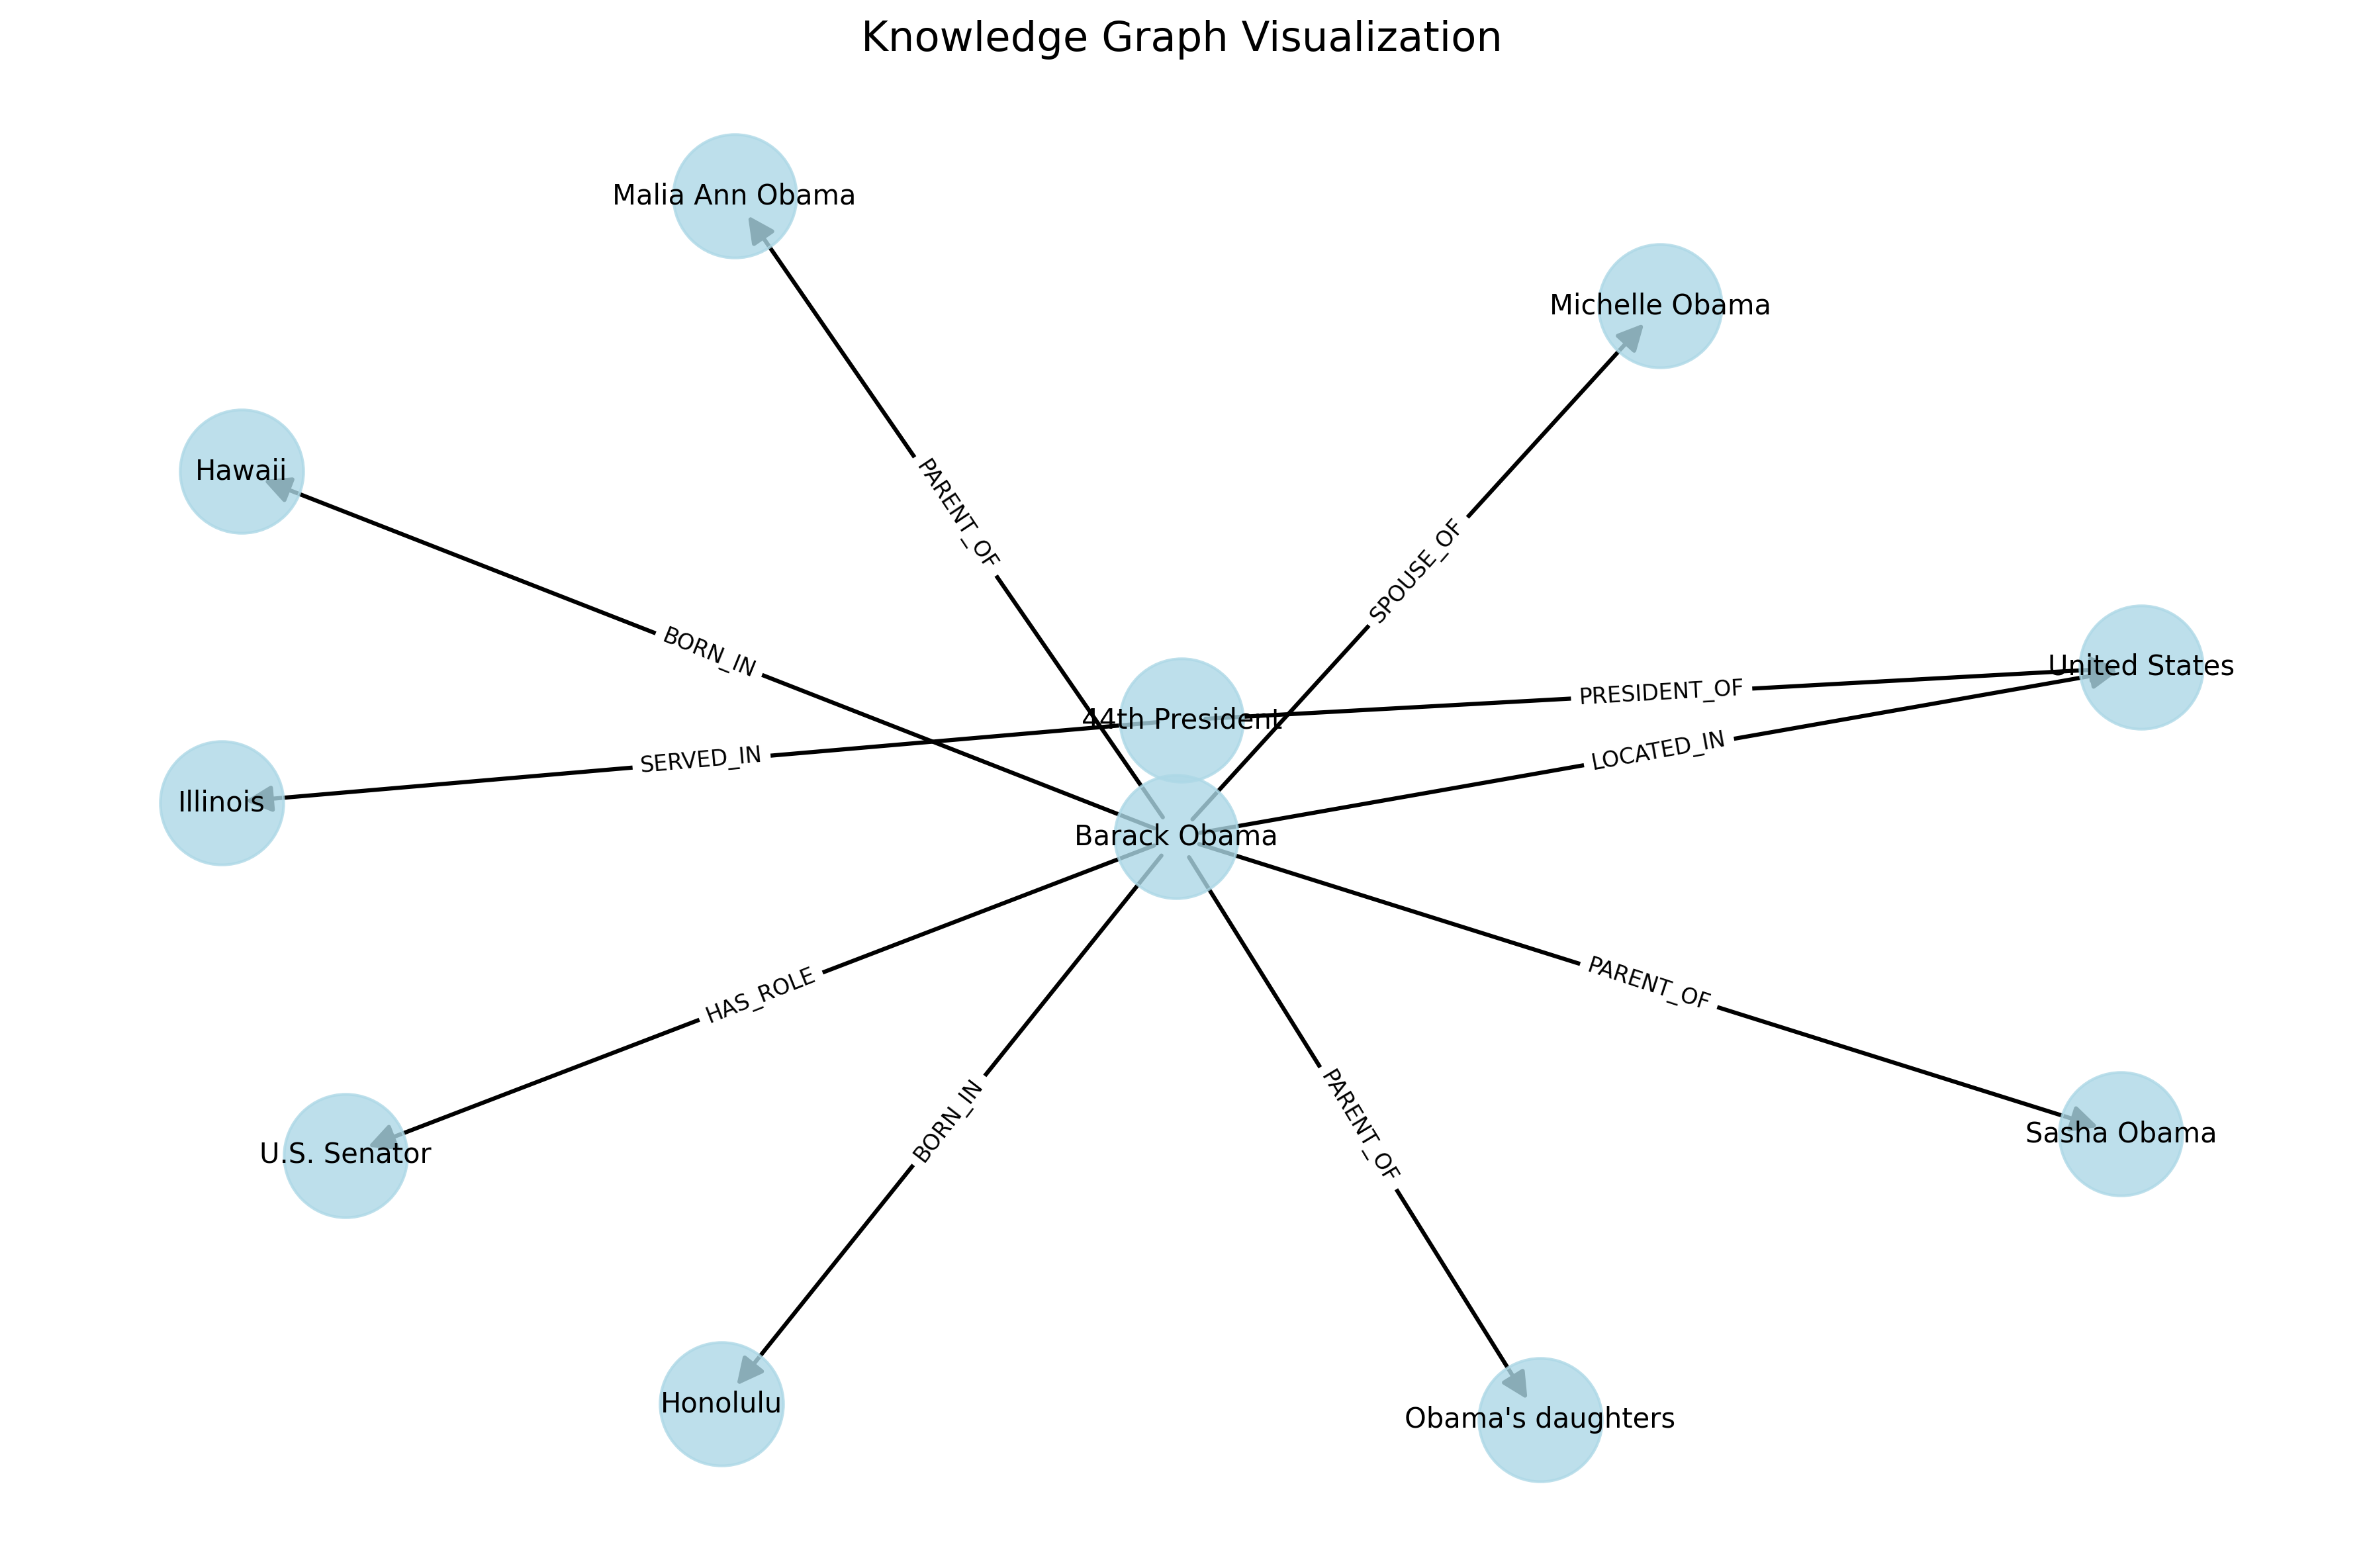 Knowledge Graph Visualization
Malia Ann Obama
Michelle Obama
Hawaii
PARENT_OF
SPOUSE_OF
BORN_IN
United States
PRESIDENT_OF
44th President
LOCATED_IN
SERVED_IN
Illinois
Barack Obama
HAS_ROLE
PARENT_OF
U.S. Senator
BORN_IN
PARENT_OF
Sasha Obama
Honolulu
Obama's daughters